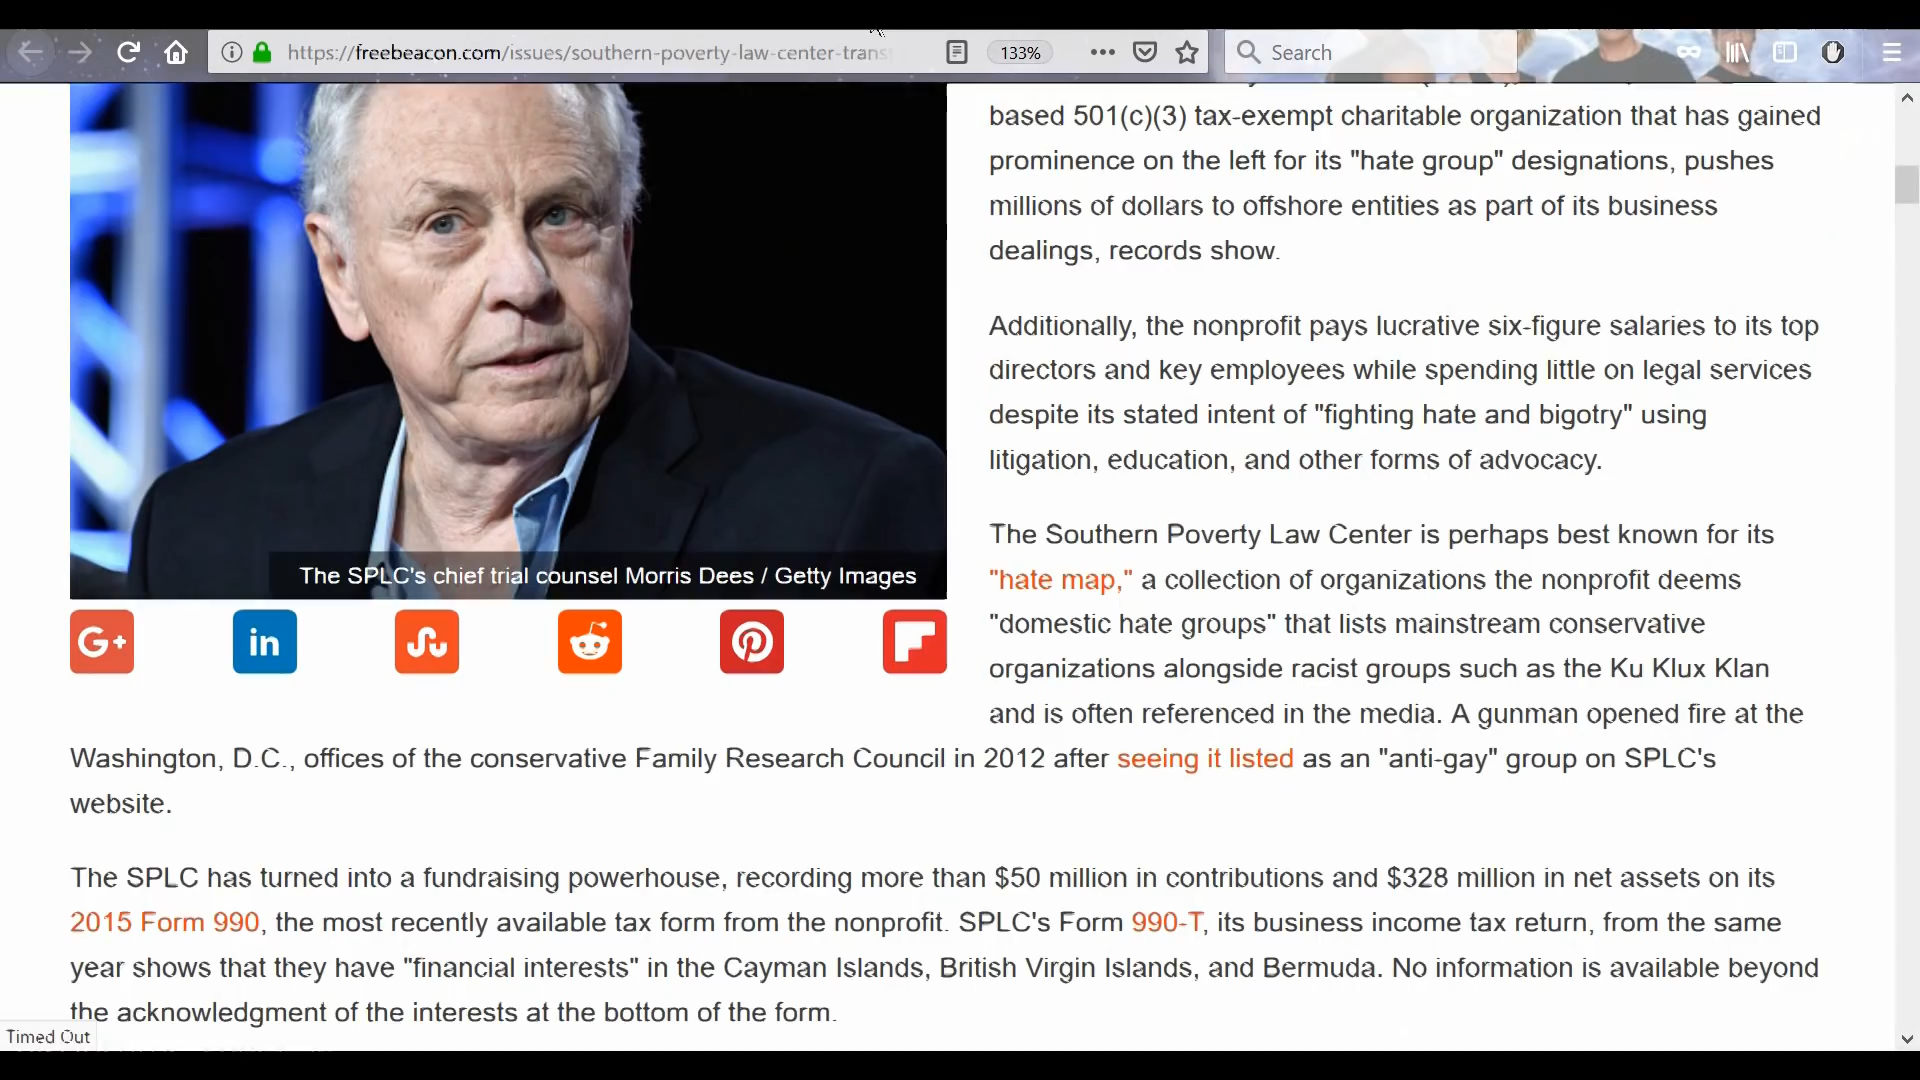 https://freebeacon.com/issues/southern-poverty-law-center-trans
133%
Search
based 501(c)(3) tax-exempt charitable organization that has gained
prominence on the left for its "hate group" designations, pushes
millions of dollars to offshore entities as part of its business
dealings, records show.
Additionally, the nonprofit pays lucrative six-figure salaries to its top
directors and key employees while spending little on legal services
despite its stated intent of "fighting hate and bigotry" using
litigation, education, and other forms of advocacy.
The Southern Poverty Law Center is perhaps best known for its
"hate map," a collection of organizations the nonprofit deems
"domestic hate groups" that lists mainstream conservative
organizations alongside racist groups such as the Ku Klux Klan
and is often referenced in the media. A gunman opened fire at the
The SPLC's chief trial counsel Morris Dees / Getty Images
G+
in
Washington, D.C., offices of the conservative Family Research Council in 2012 after seeing it listed as an "anti-gay" group on SPLC's
website.
The SPLC has turned into a fundraising powerhouse, recording more than $50 million in contributions and $328 million in net assets on its
2015 Form 990, the most recently available tax form from the nonprofit. SPLC's Form 990-T, its business income tax return, from the same
year shows that they have "financial interests" in the Cayman Islands, British Virgin Islands, and Bermuda. No information is available beyond
the acknowledgment of the interests at the bottom of the form.
Timed Out